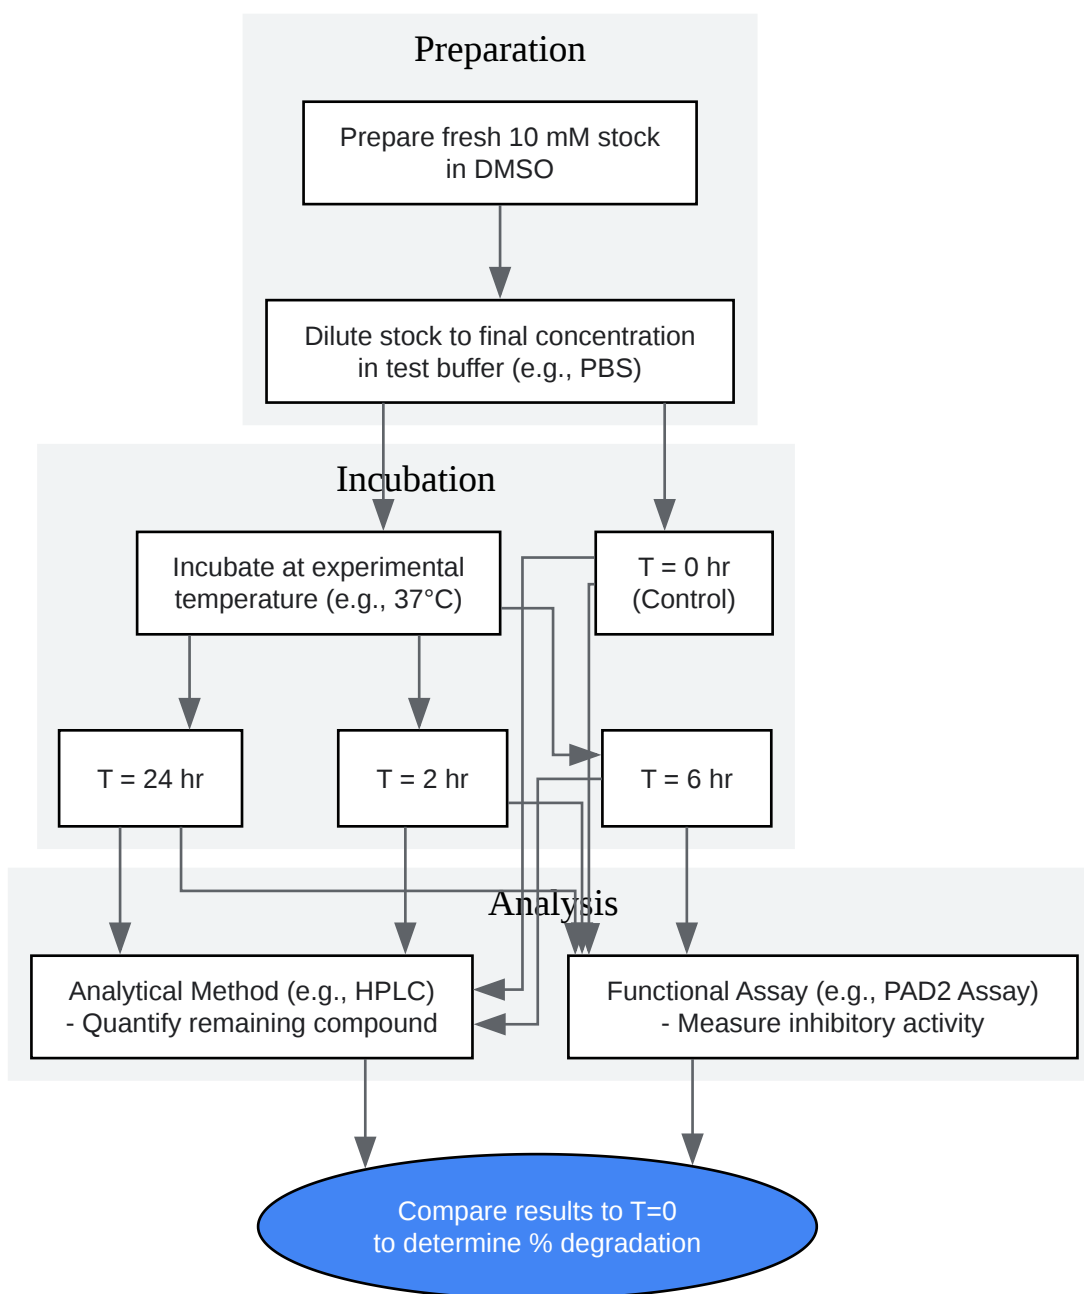 Preparation
Prepare fresh 10 mM stock
in DMSO
Dilute stock to final concentration
in test buffer (e.g., PBS)
Incubation
Incubate at experimental
temperature (e.g., 37°C)
T = 0 hr
(Control)
T = 24 hr
T = 2 hr
T = 6 hr
Analysis
Analytical Method (e.g., HPLC)
- Quantify remaining compound
Functional Assay (e.g., PAD2 Assay)
- Measure inhibitory activity
Compare results to T=0
to determine % degradation